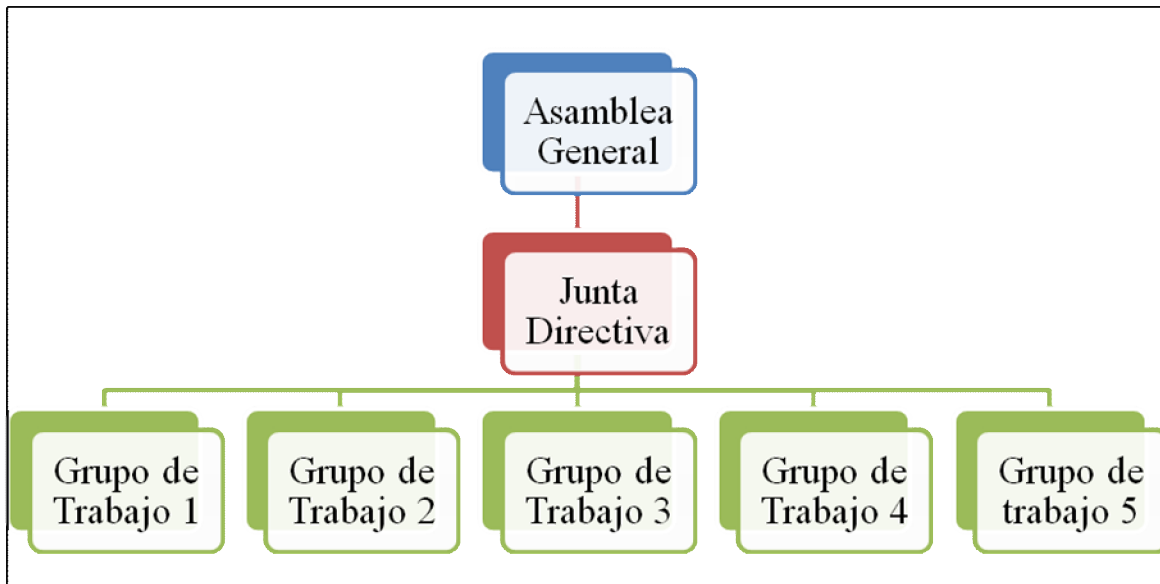 Asamblea
General
Junta
Directiva
Grupo de
Trabajo 1
Grupo de
Trabajo 2
Grupo de
Trabajo 3
Grupo de
Trabajo 4
Grupo de
trabajo 5